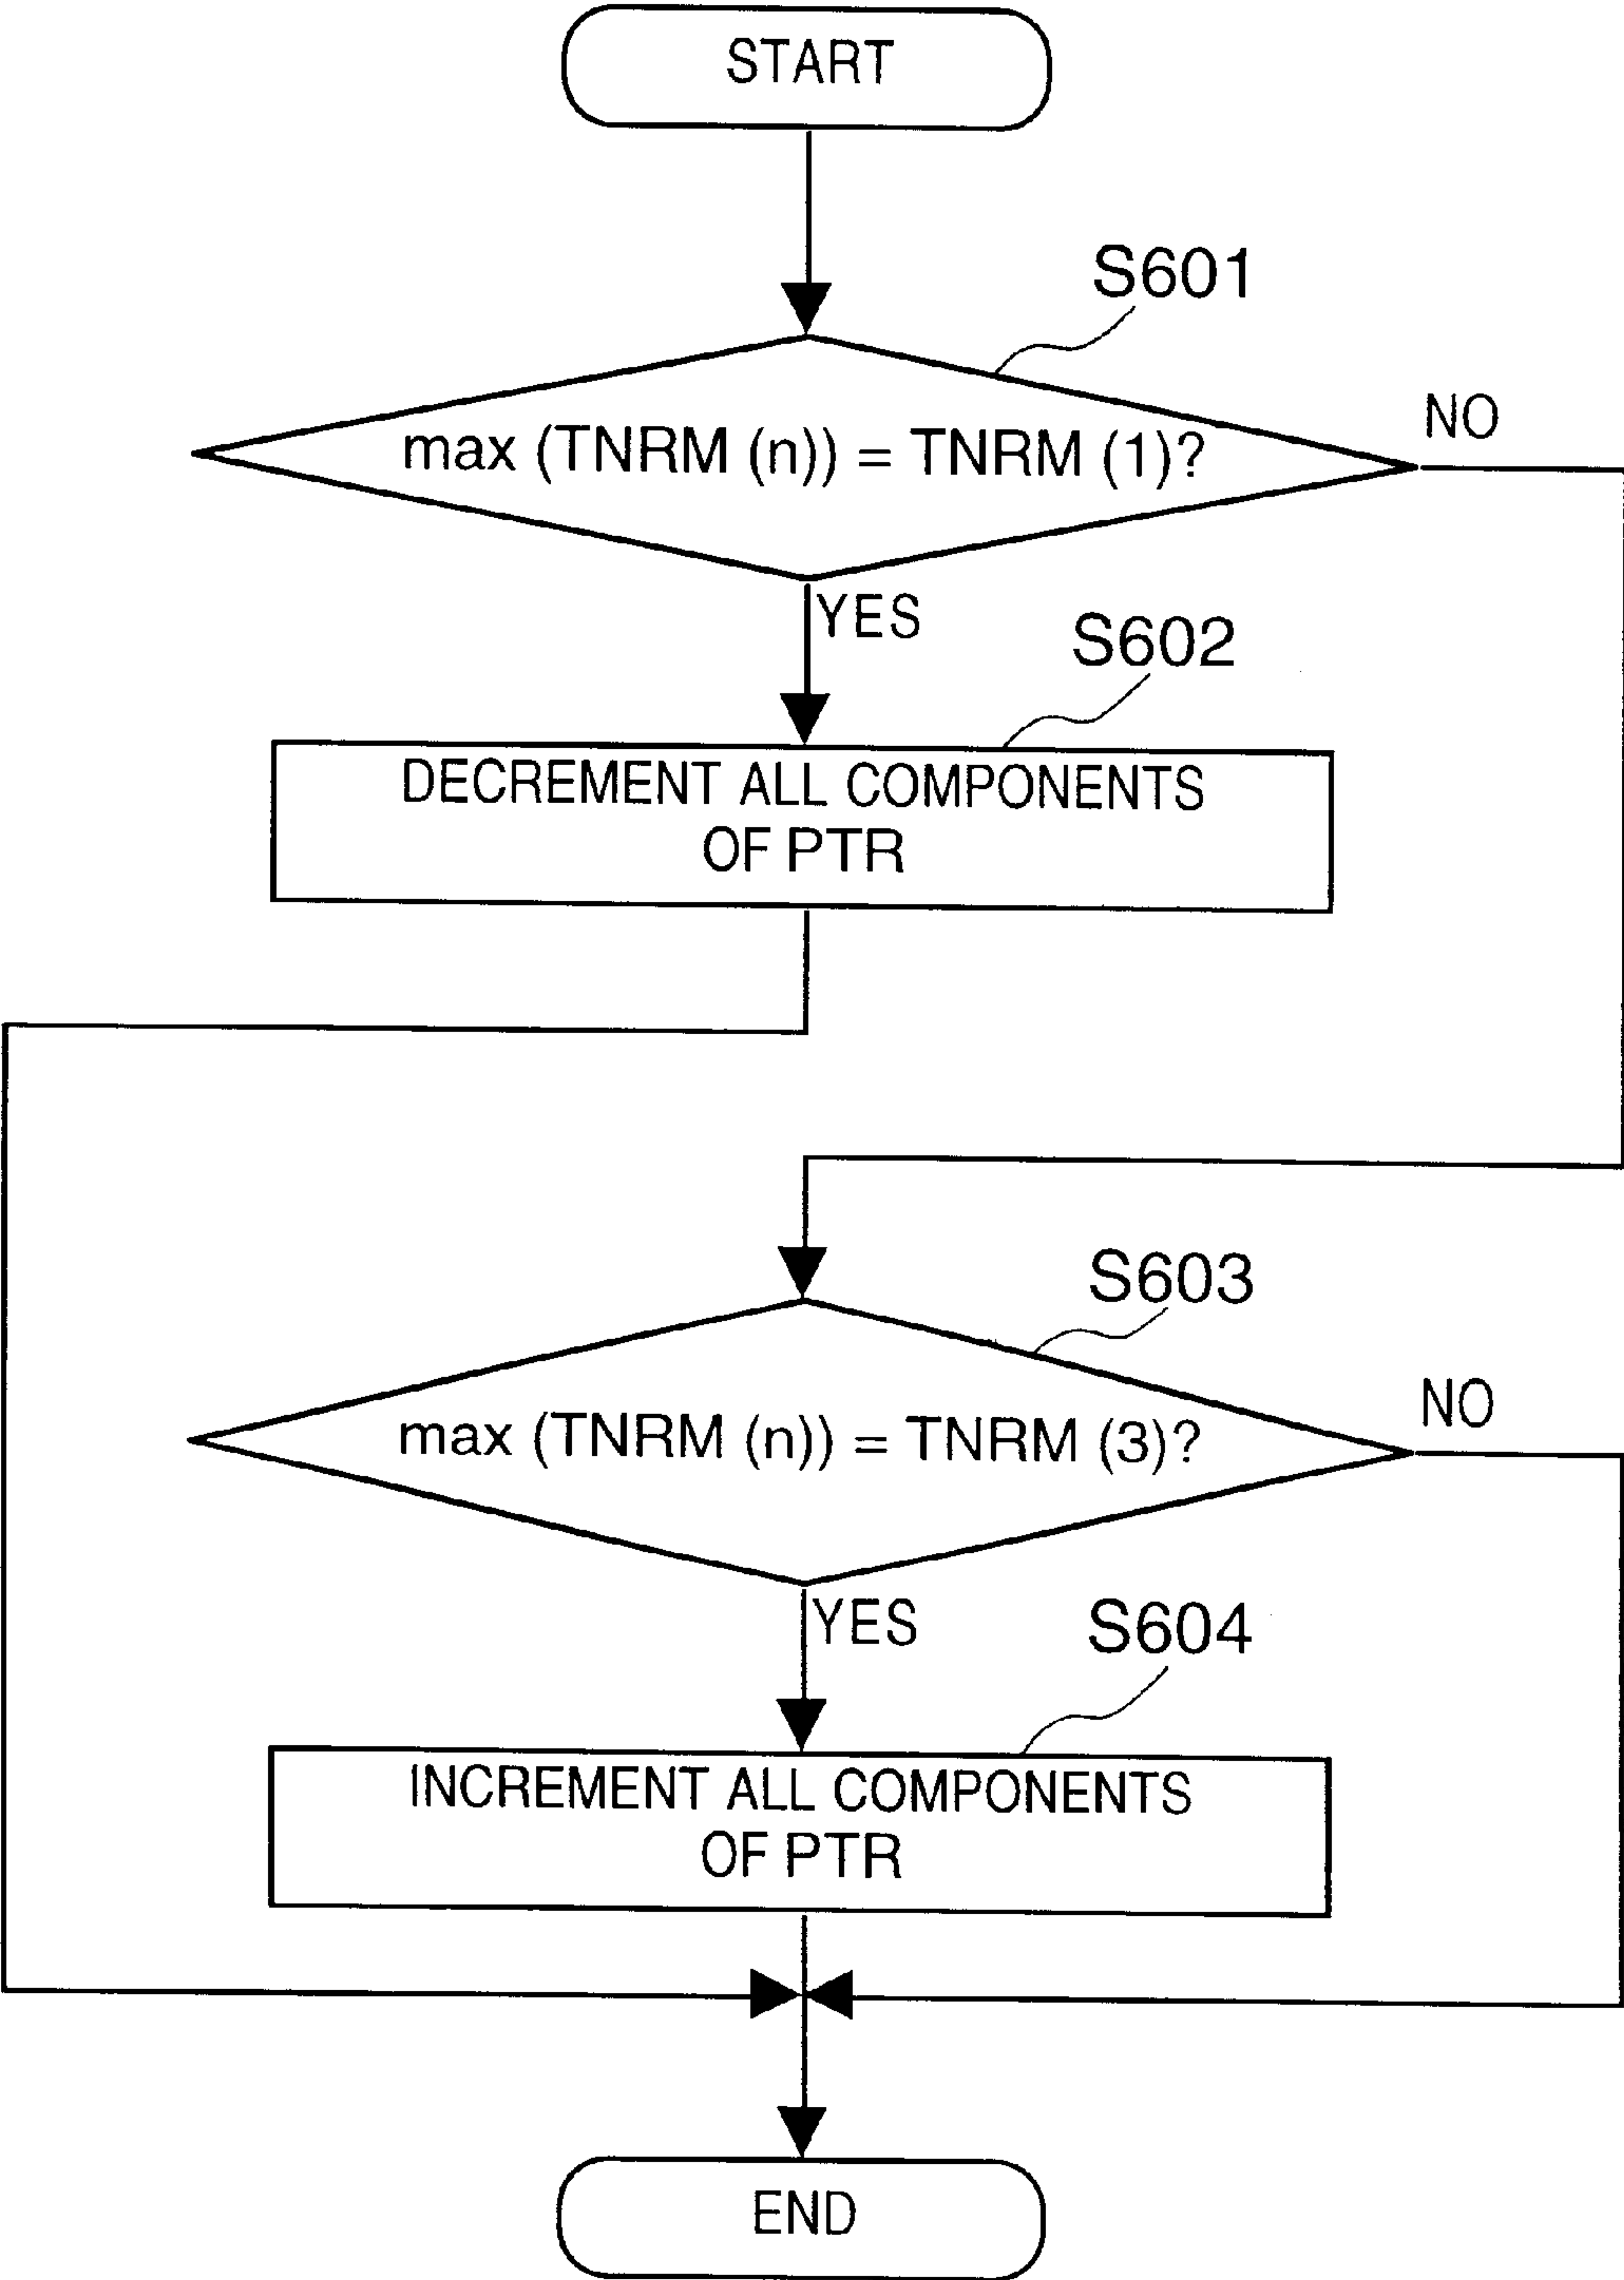 START
S601
max (TNRM (n)) = TNRM (1)?
NO
YES
S602
DECREMENT ALL COMPONENTS
OF PTR
S603
max (TNRM (n)) = TNRM (3)?
NO
YES
S604
INCREMENT ALL COMPONENTS
OF PTR
END